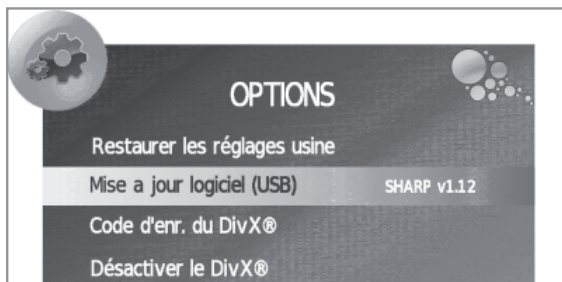 OPTIONS
Restaurer les réglages usine
Mise a jour logiciel (USB) SHARP v1.12
Code d'enr. du DivX®
Désactiver le DivX®